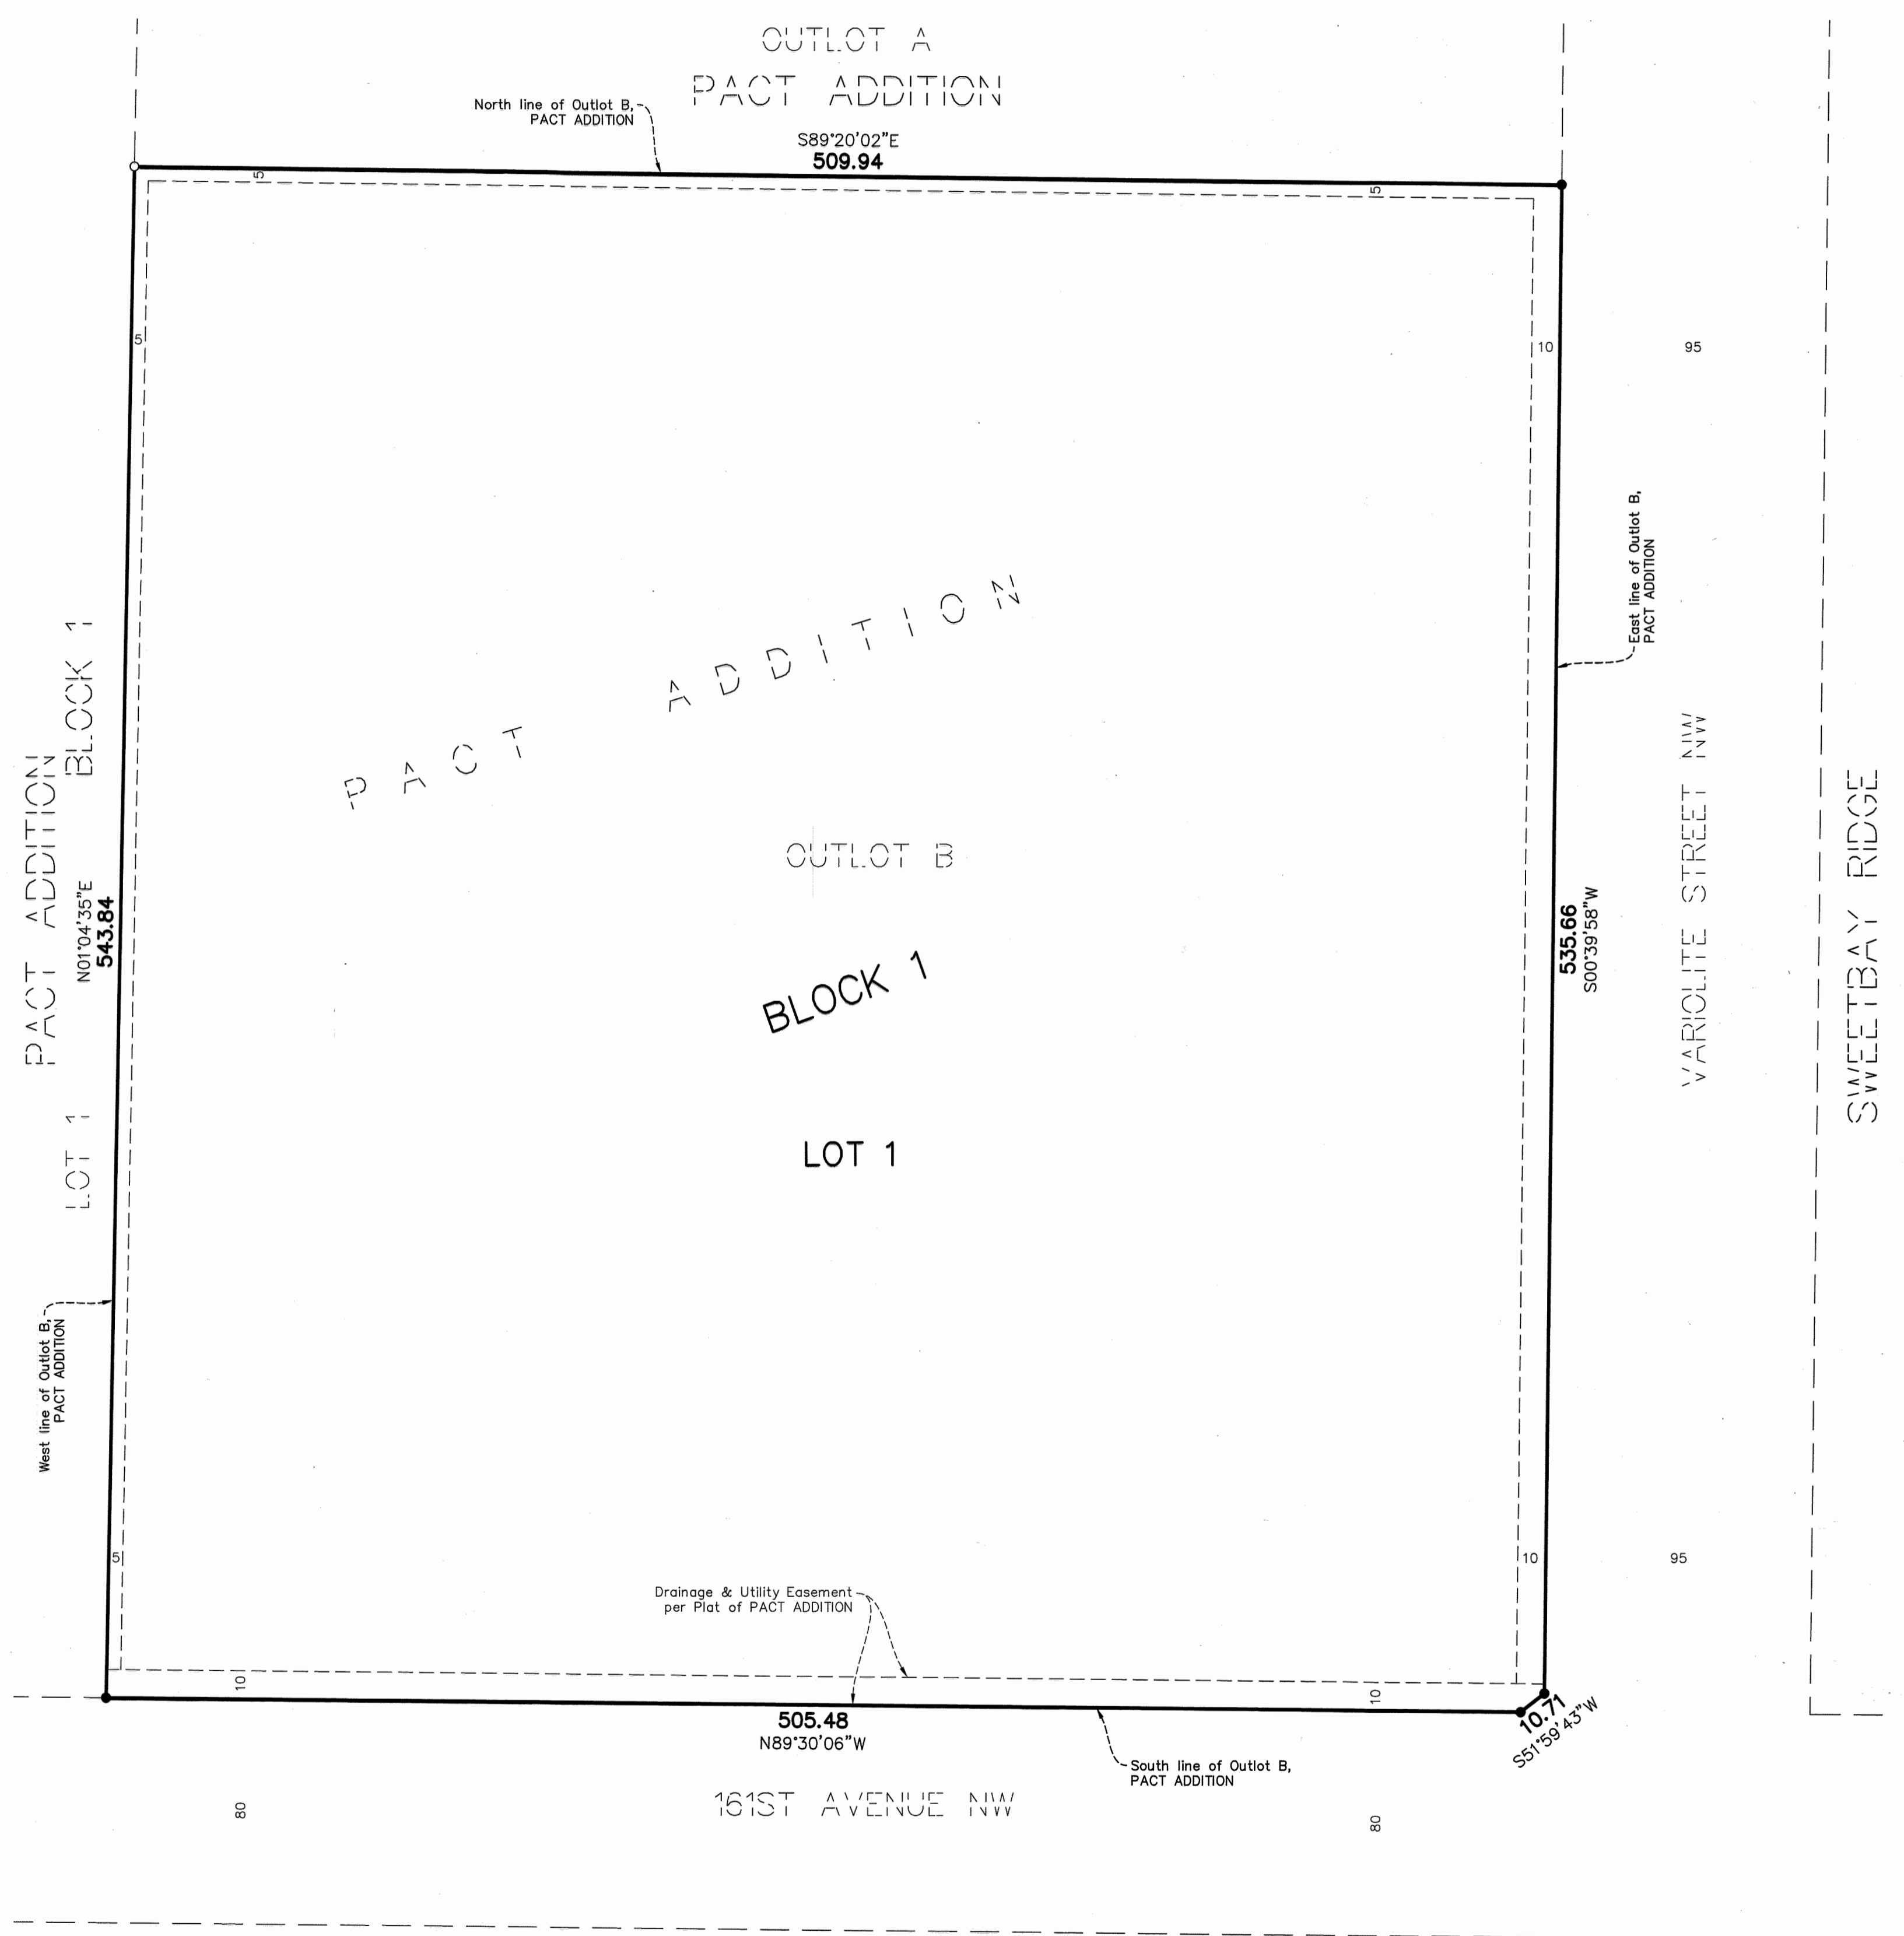 OUTLOT A
PACT ADDITION
North line of Outlot B,
PACT ADDITION
S89°20'02"E
509.94
5
5
5
10
95
East line of Outlot B,
PACT ADDITION
PACT ADDITION
LOT 1 BLOCK 1
N01°04'35"E
543.84
PACT ADDITION
OUTLOT B
BLOCK 1
LOT 1
535.66
S00°39'58"W
VARIOLITE STREET NW
SWEETBAY RIDGE
West line of Outlot B,
PACT ADDITION
5
10
95
Drainage & Utility Easement
per Plat of PACT ADDITION
10
10
505.48
N89°30'06"W
10.71
S51°59'43"W
South line of Outlot B,
PACT ADDITION
161ST AVENUE NW
80
80